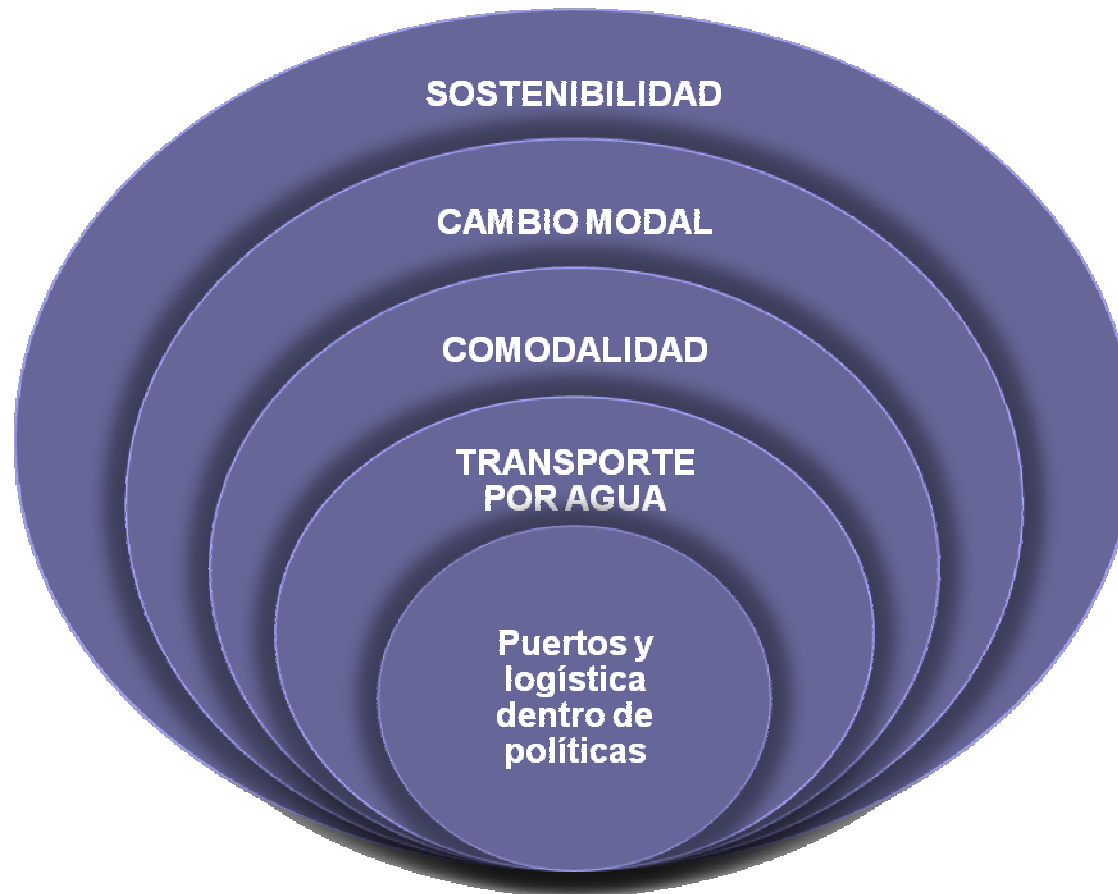 SOSTENIBILIDAD
CAMBIO MODAL
COMODALIDAD
TRANSPORTE
POR AGUA
Puertos y
logística
dentro de
políticas